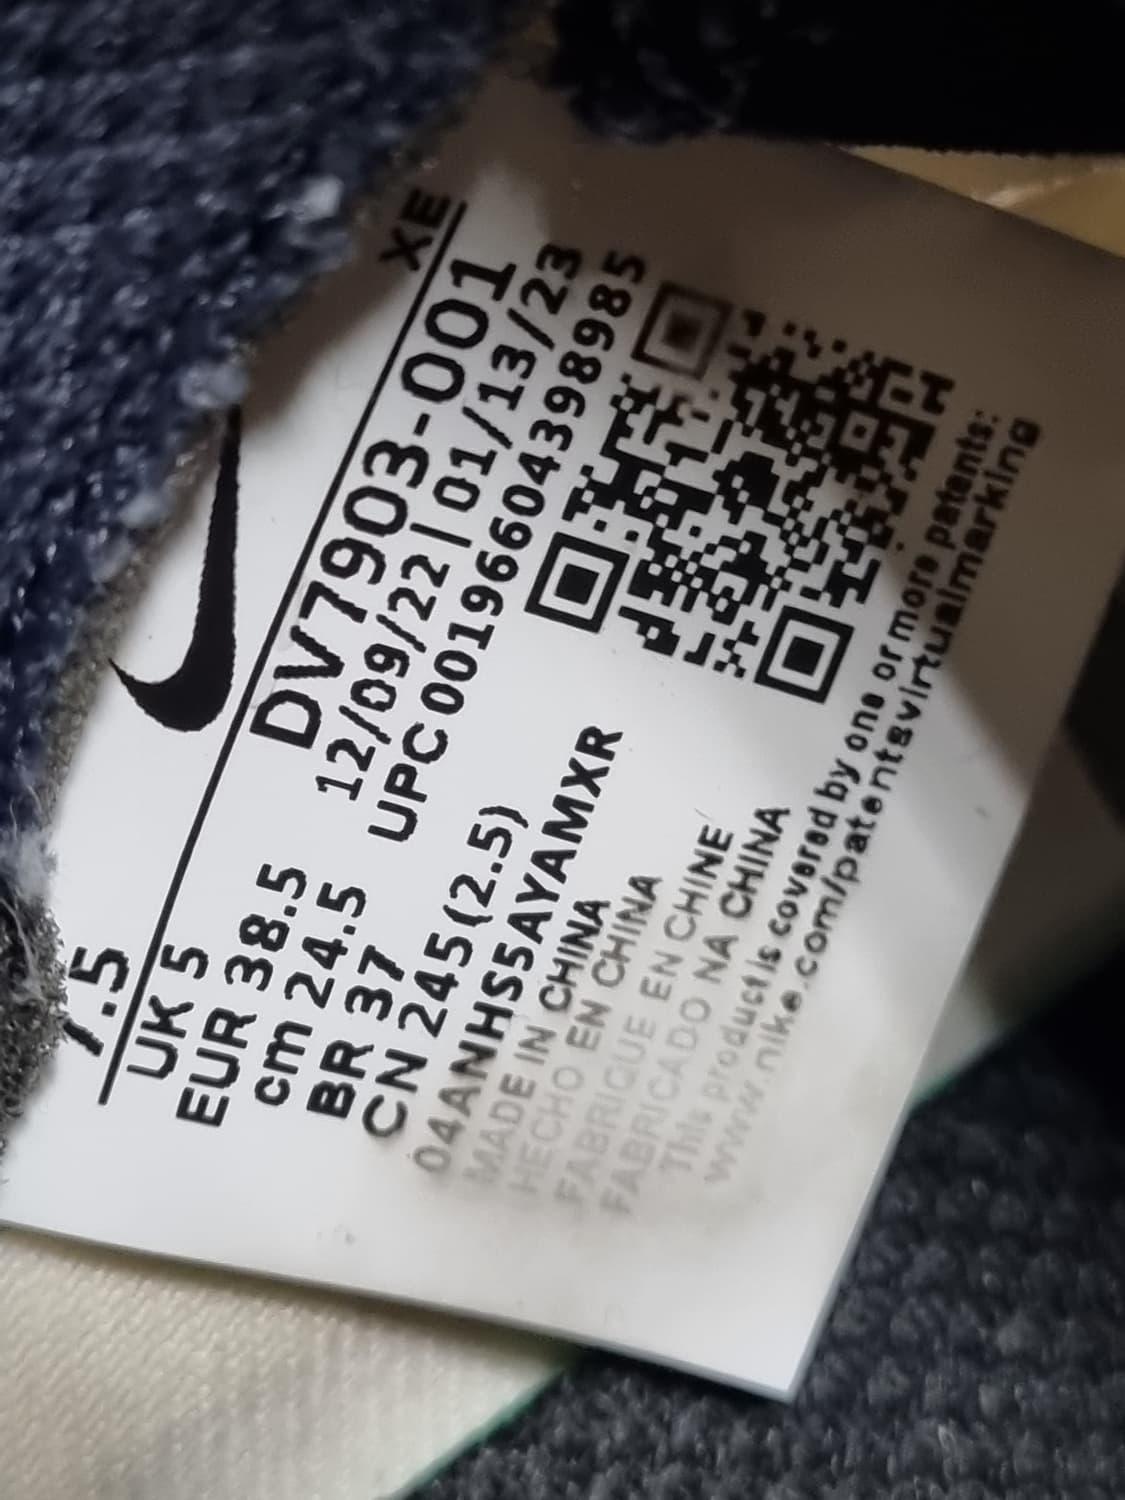 7.5 XE
UK 5 DV7903-001
EUR 38.5 12/09/22|01/13/23
cm 24.5 UPC 00196604398985
BR 37
CN 245(2.5)
04ANHS5AYAMXR
MADE IN CHINA
HECHO EN CHINA
FABRIQUE EN CHINE
FABRICADO NA CHINA
This product is covered by one or more patents:
www.nike.com/patentsvirtualmarking